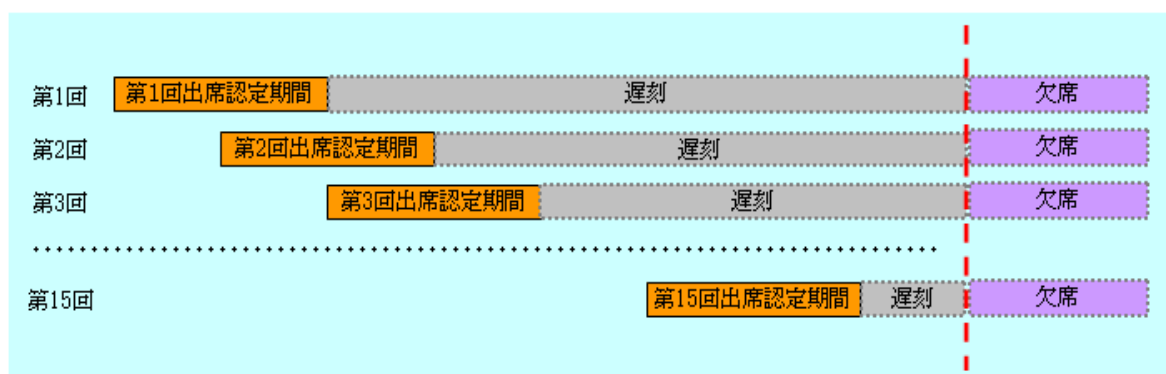 第1回 第1回出席認定期間 遅刻 欠席
第2回 第2回出席認定期間 遅刻 欠席
第3回 第3回出席認定期間 遅刻 欠席
第15回 第15回出席認定期間 遅刻 欠席